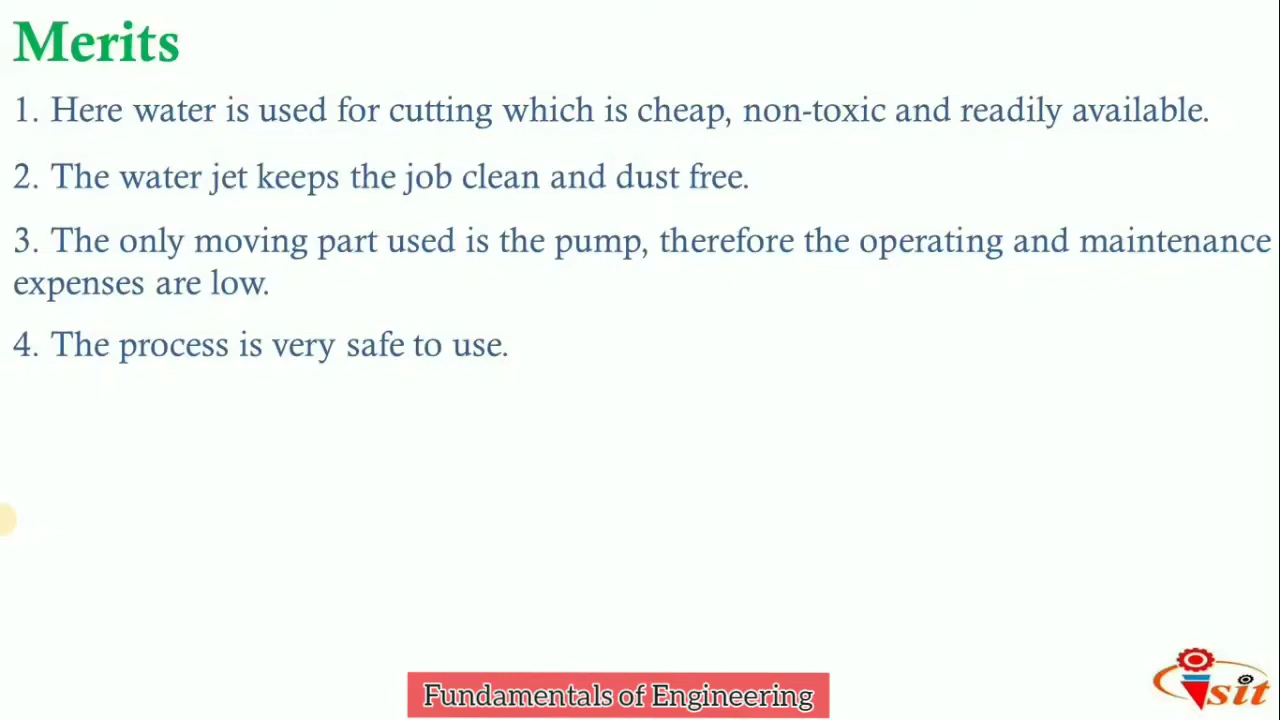 Merits
1. Here water is used for cutting which is cheap, non-toxic and readily available.
2. The water jet keeps the job clean and dust free.
3. The only moving part used is the pump, therefore the operating and maintenance
expenses are low.
4. The process is very safe to use.
Fundamentals of Engineering
sit